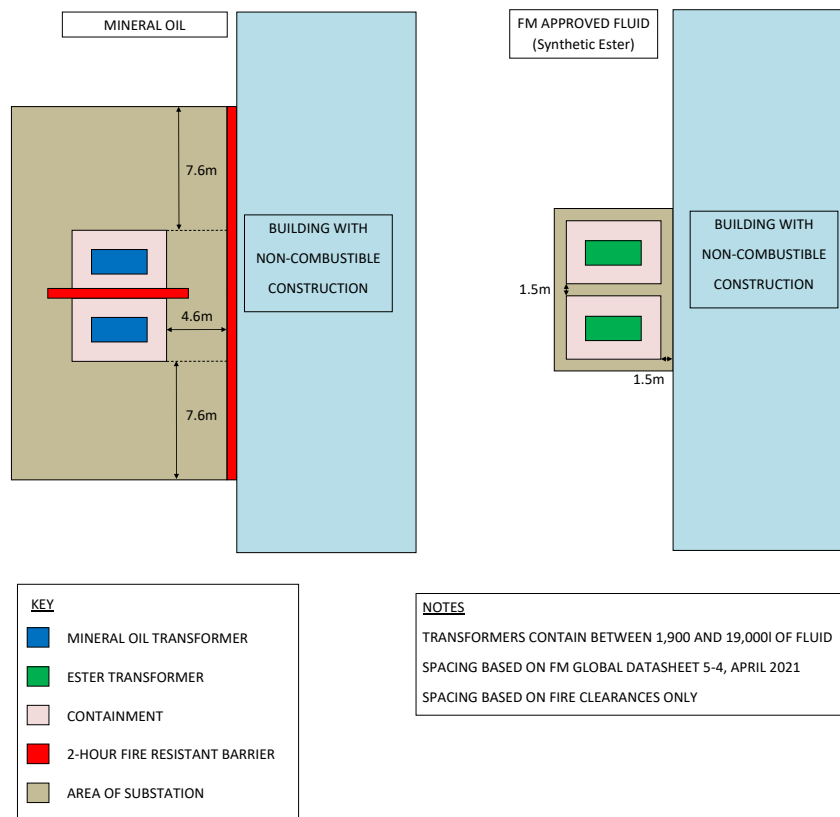 MINERAL OIL
FM APPROVED FLUID
(Synthetic Ester)
7.6m
BUILDING WITH
NON-COMBUSTIBLE
CONSTRUCTION
4.6m
7.6m
BUILDING WITH
NON-COMBUSTIBLE
CONSTRUCTION
1.5m
1.5m
KEY
MINERAL OIL TRANSFORMER
ESTER TRANSFORMER
CONTAINMENT
2-HOUR FIRE RESISTANT BARRIER
AREA OF SUBSTATION
NOTES
TRANSFORMERS CONTAIN BETWEEN 1,900 AND 19,000l OF FLUID
SPACING BASED ON FM GLOBAL DATASHEET 5-4, APRIL 2021
SPACING BASED ON FIRE CLEARANCES ONLY